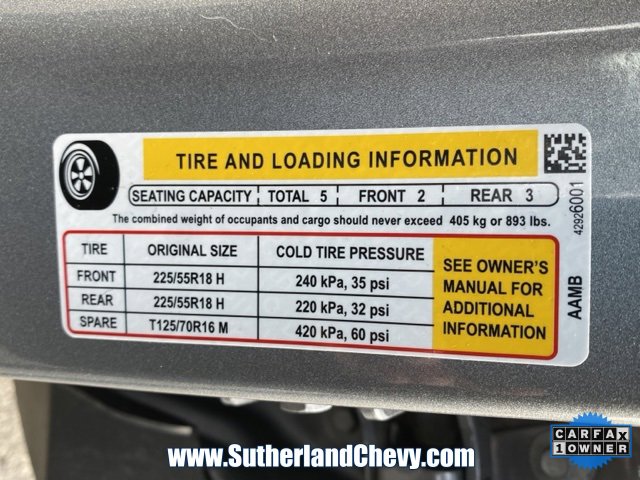 TIRE AND LOADING INFORMATION
SEATING CAPACITY TOTAL 5 FRONT 2 REAR 3
The combined weight of occupants and cargo should never exceed 405 kg or 893 lbs.
TIRE ORIGINAL SIZE COLD TIRE PRESSURE
FRONT 225/55R18 H 240 kPa, 35 psi
REAR 225/55R18 H 220 kPa, 32 psi
SPARE T125/70R16 M 420 kPa, 60 psi
SEE OWNER'S
MANUAL FOR
ADDITIONAL
INFORMATION
42926001
AAMB
www.SutherlandChevy.com
CARFAX
1 OWNER